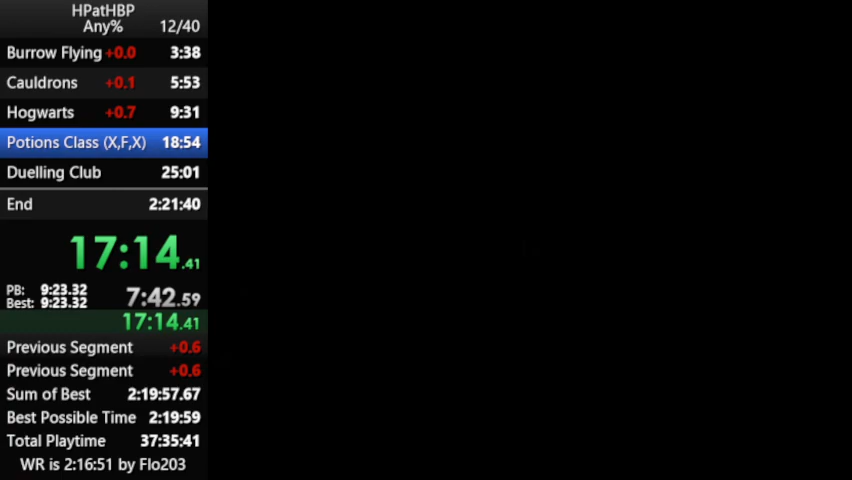 HPatHBP
Any% 12/40
Burrow Flying +0.0 3:38
Cauldrons +0.1 5:53
Hogwarts +0.7 9:31
Potions Class (X,F,X) 18:54
Duelling Club 25:01
End 2:21:40
17:14.41
PB: 9:23.32
Best: 9:23.32 7:42.59
17:14.41
Previous Segment +0.6
Previous Segment +0.6
Sum of Best 2:19:57.67
Best Possible Time 2:19:59
Total Playtime 37:35:41
WR is 2:16:51 by Flo203